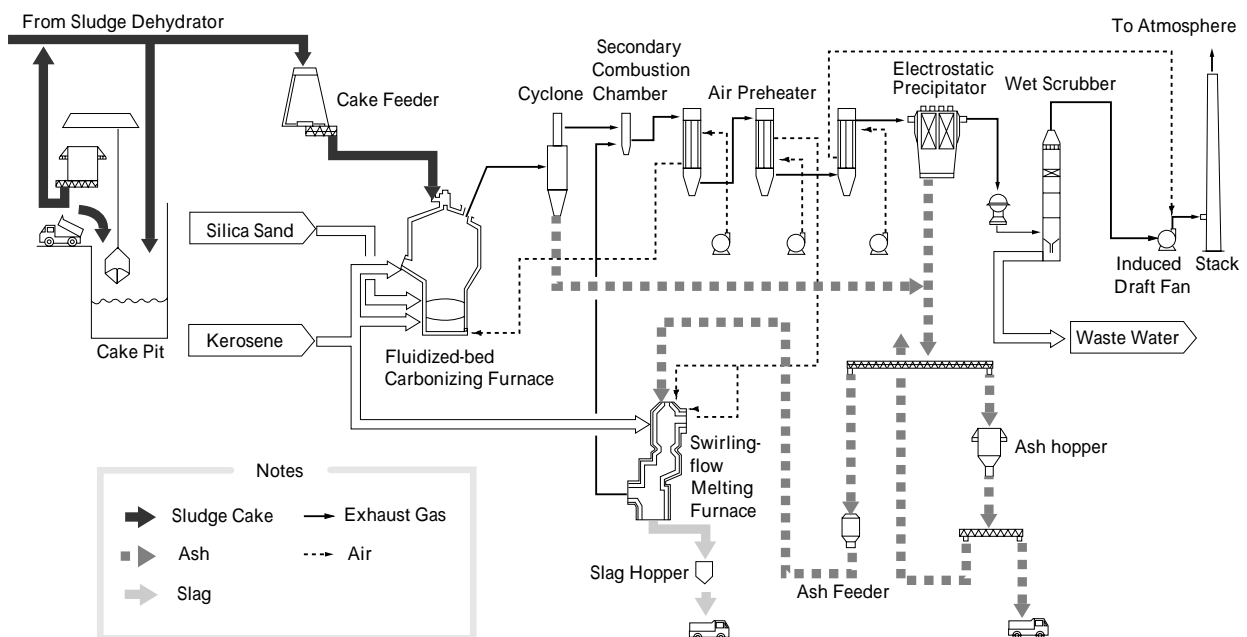 From Sludge Dehydrator
To Atmosphere
Secondary
Combustion
Chamber
Electrostatic
Precipitator
Wet Scrubber
Cake Feeder
Cyclone
Air Preheater
Silica Sand
Induced
Draft Fan
Stack
Kerosene
Waste Water
Cake Pit
Fluidized-bed
Carbonizing Furnace
Swirling-
flow
Melting
Furnace
Ash hopper
Notes
Sludge Cake
Exhaust Gas
Ash
Air
Slag
Slag Hopper
Ash Feeder